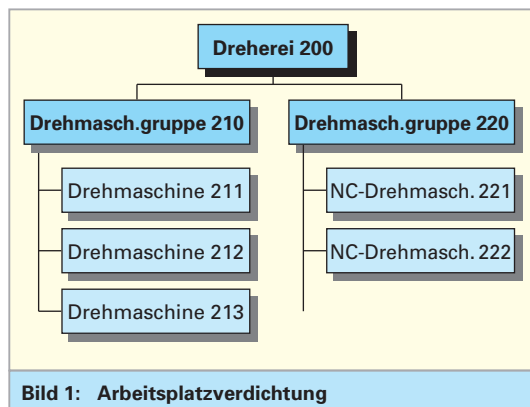 Dreherei 200
Drehmasch.gruppe 210
Drehmasch.gruppe 220
Drehmaschine 211
NC-Drehmasch. 221
Drehmaschine 212
NC-Drehmasch. 222
Drehmaschine 213
Bild 1: Arbeitsplatzverdichtung